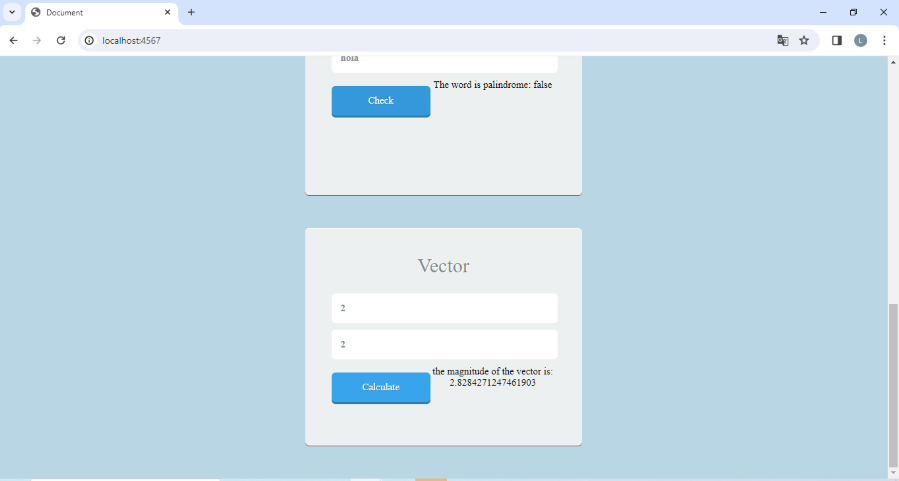 Document
localhost:4567
L
hola
The word is palindrome: false
Check
Vector
2
2
the magnitude of the vector is:
2.8284271247461903
Calculate